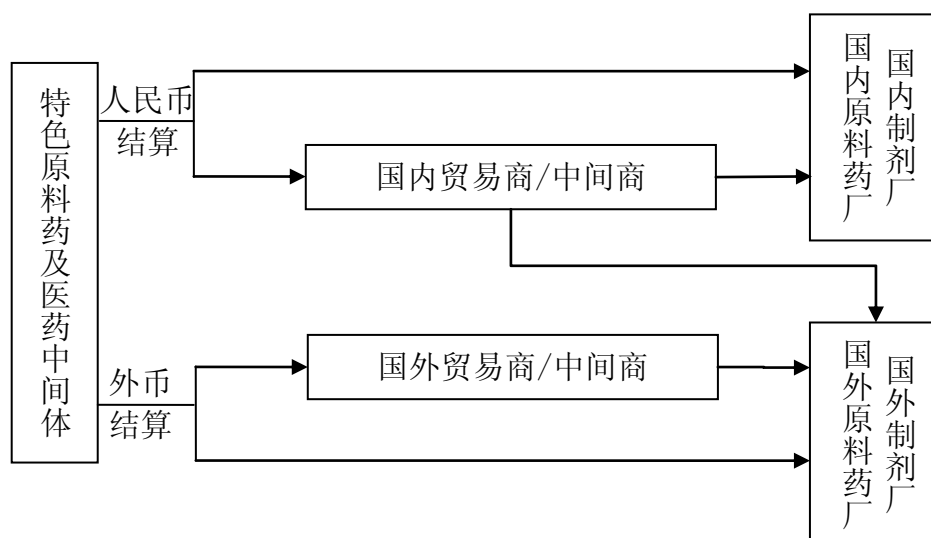 特色原料药及医药中间体
人民币
结算
国内贸易商/中间商
国内原料药厂
国内制剂厂
外币
结算
国外贸易商/中间商
国外原料药厂
国外制剂厂